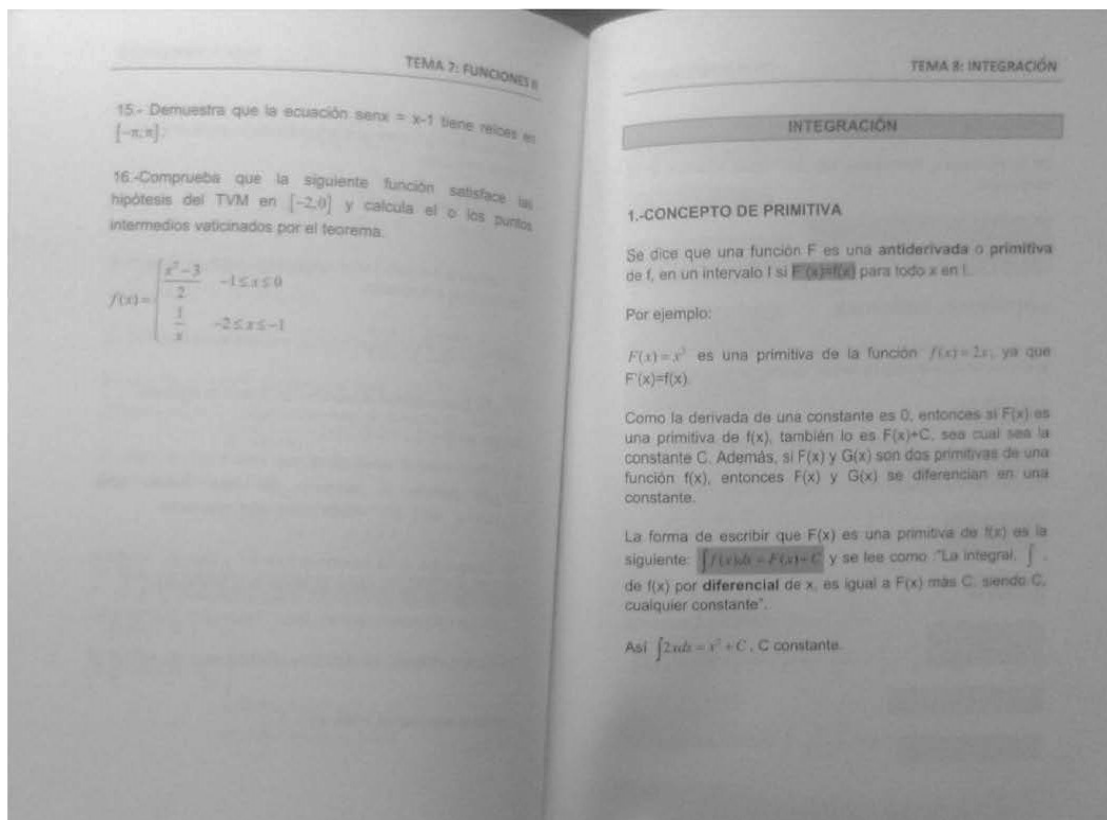 TEMA 7: FUNCIONES II
15.- Demuestra que la ecuación senx = x-1 tiene reíces en
[-π,π].
16.-Comprueba que la siguiente función satisface las
hipótesis del TVM en [-2,0] y calcula el o los puntos
intermedios vaticinados por el teorema.
f(x) = { (x²-3)/2   -1≤x≤0
1/x   -2≤x≤-1
TEMA 8: INTEGRACIÓN
INTEGRACIÓN
1.-CONCEPTO DE PRIMITIVA
Se dice que una función F es una antiderivada o primitiva
de f, en un intervalo I si F'(x)=f(x) para todo x en I.
Por ejemplo:
F(x)=x² es una primitiva de la función f(x)=2x, ya que
F'(x)=f(x).
Como la derivada de una constante es 0, entonces si F(x) es
una primitiva de f(x), también lo es F(x)+C, sea cual sea la
constante C. Además, si F(x) y G(x) son dos primitivas de una
función f(x), entonces F(x) y G(x) se diferencian en una
constante.
La forma de escribir que F(x) es una primitiva de f(x) es la
siguiente: ∫f(x)dx = F(x)+C y se lee como :"La integral, ∫ ,
de f(x) por diferencial de x, es igual a F(x) más C, siendo C,
cualquier constante".
Así ∫2xdx = x² + C , C constante.